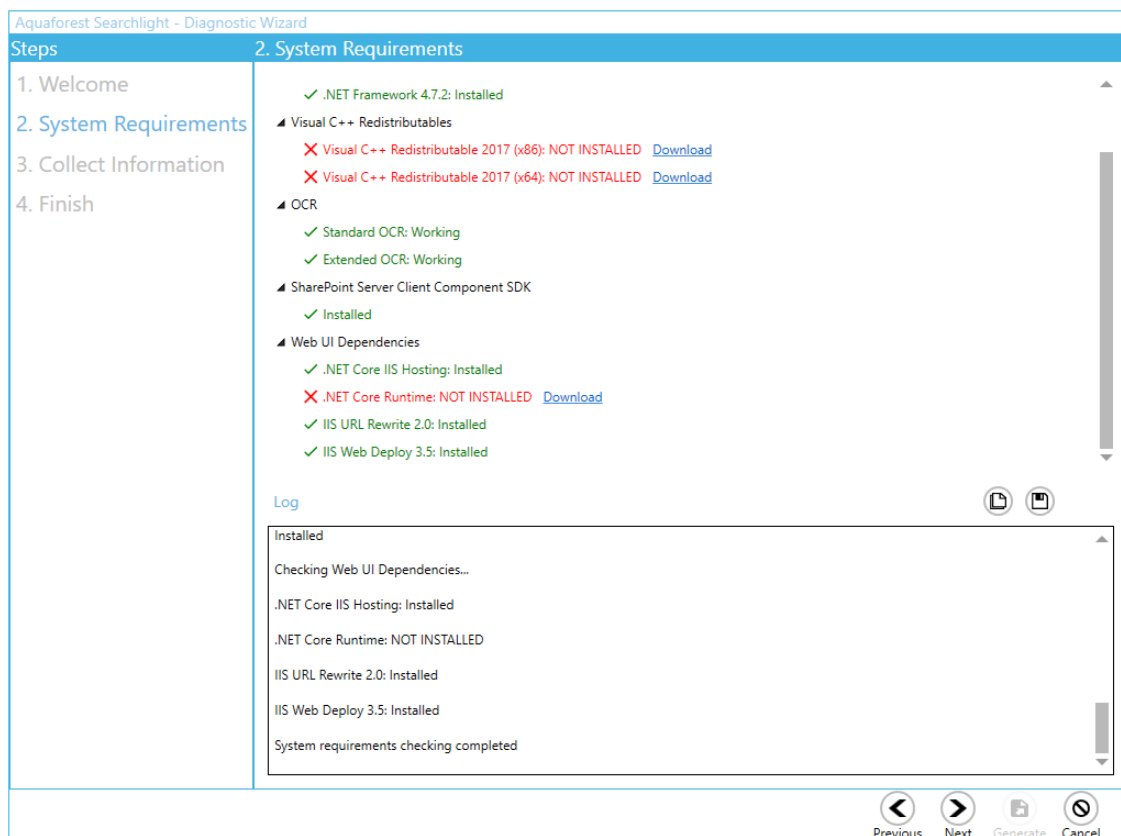 Aquaforest Searchlight - Diagnostic Wizard
Steps
2. System Requirements
1. Welcome
2. System Requirements
3. Collect Information
4. Finish
.NET Framework 4.7.2: Installed
Visual C++ Redistributables
Visual C++ Redistributable 2017 (x86): NOT INSTALLED Download
Visual C++ Redistributable 2017 (x64): NOT INSTALLED Download
OCR
Standard OCR: Working
Extended OCR: Working
SharePoint Server Client Component SDK
Installed
Web UI Dependencies
.NET Core IIS Hosting: Installed
.NET Core Runtime: NOT INSTALLED Download
IIS URL Rewrite 2.0: Installed
IIS Web Deploy 3.5: Installed
Log
Installed
Checking Web UI Dependencies...
.NET Core IIS Hosting: Installed
.NET Core Runtime: NOT INSTALLED
IIS URL Rewrite 2.0: Installed
IIS Web Deploy 3.5: Installed
System requirements checking completed
Previous Next Generate Cancel